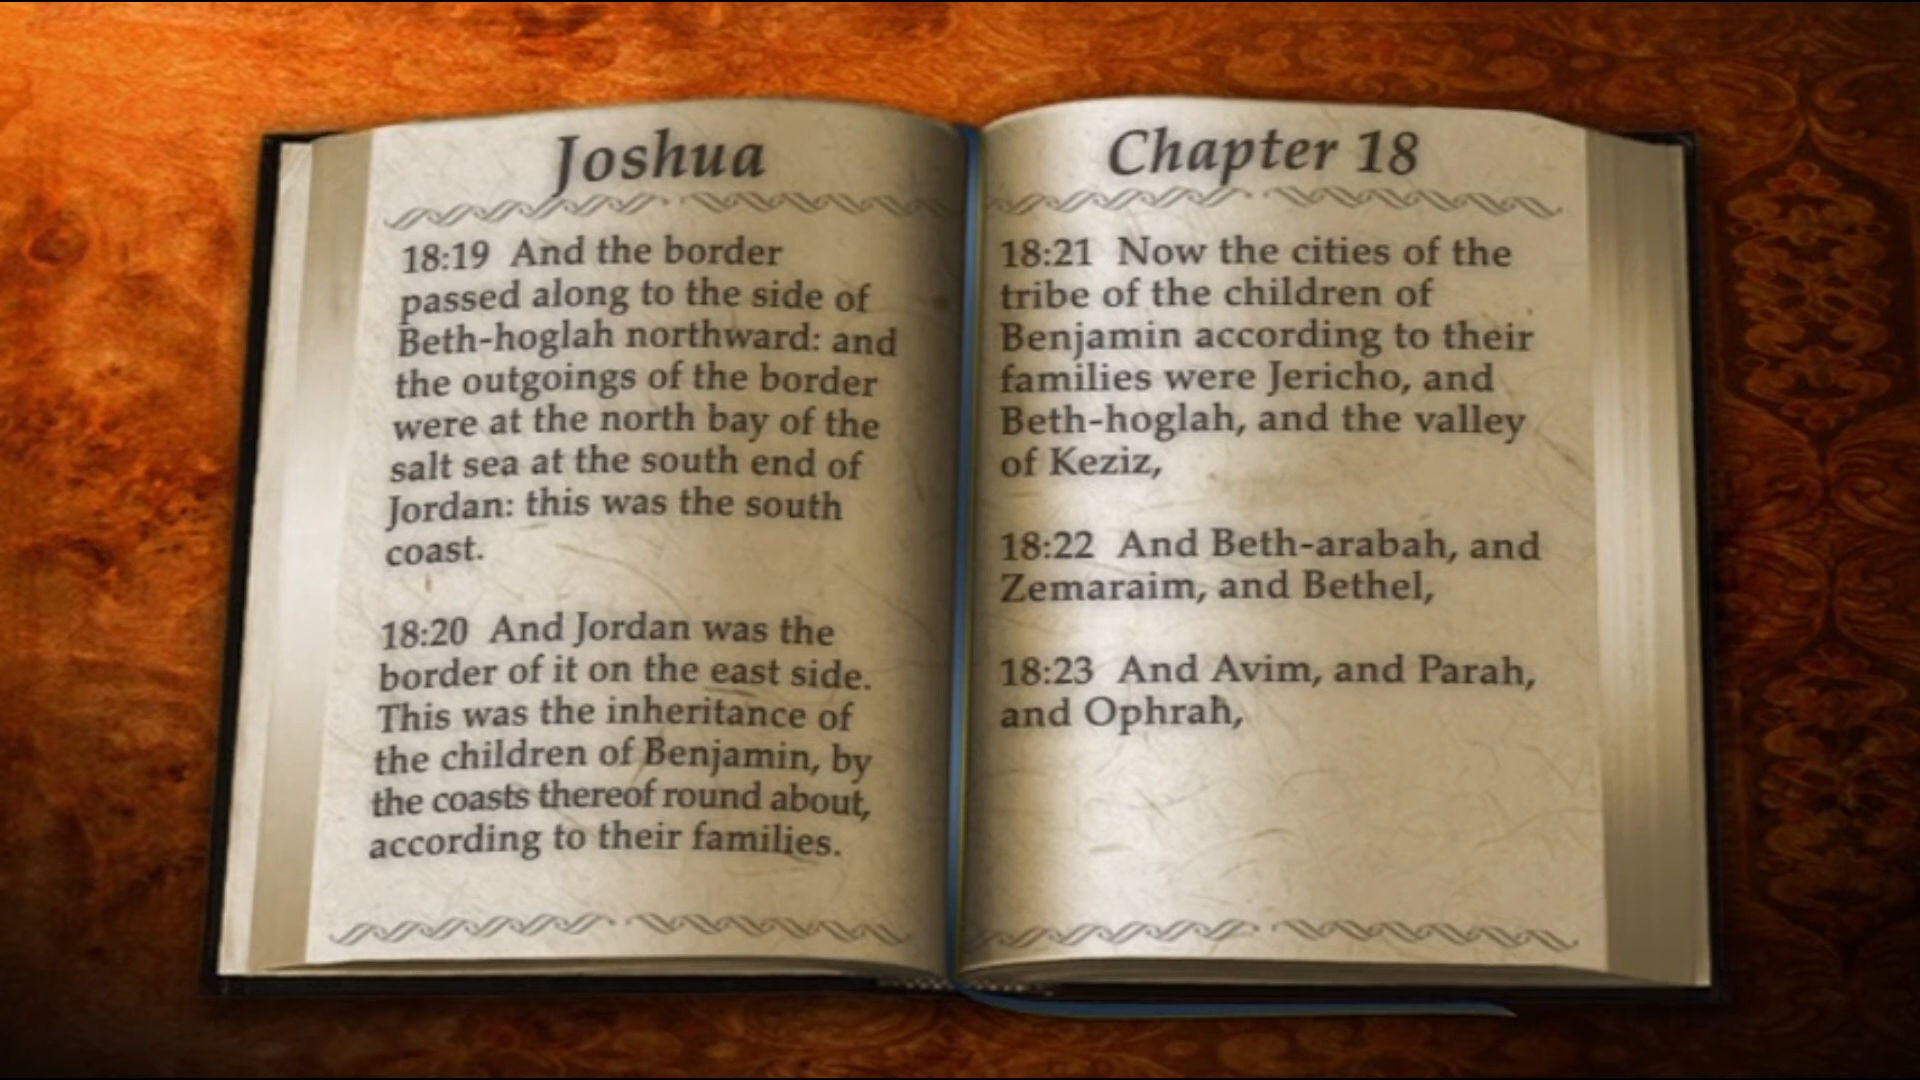 Joshua
18:19 And the border
passed along to the side of
Beth-hoglah northward: and
the outgoings of the border
were at the north bay of the
salt sea at the south end of
Jordan: this was the south
coast.
18:20 And Jordan was the
border of it on the east side.
This was the inheritance of
the children of Benjamin, by
the coasts thereof round about,
according to their families.
Chapter 18
18:21 Now the cities of the
tribe of the children of
Benjamin according to their
families were Jericho, and
Beth-hoglah, and the valley
of Keziz,
18:22 And Beth-arabah, and
Zemaraim, and Bethel,
18:23 And Avim, and Parah,
and Ophrah,